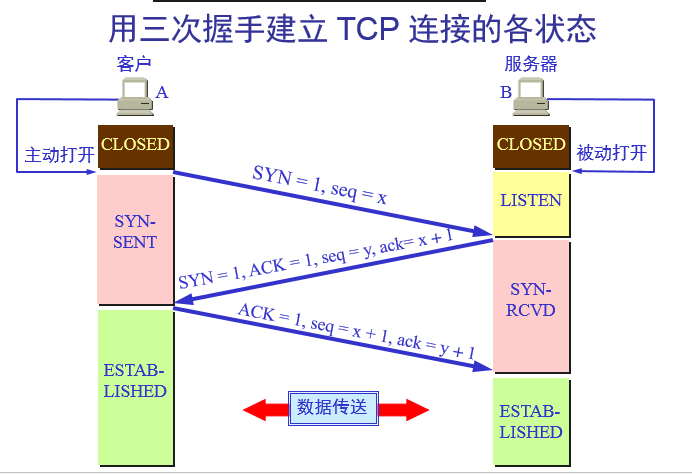 用三次握手建立 TCP 连接的各状态
客户
服务器
A
B
CLOSED
CLOSED
主动打开
被动打开
SYN = 1, seq = x
LISTEN
SYN-
SENT
SYN = 1, ACK = 1, seq = y, ack= x + 1
SYN-
RCVD
ACK = 1, seq = x + 1, ack = y + 1
ESTAB-
LISHED
数据传送
ESTAB-
LISHED